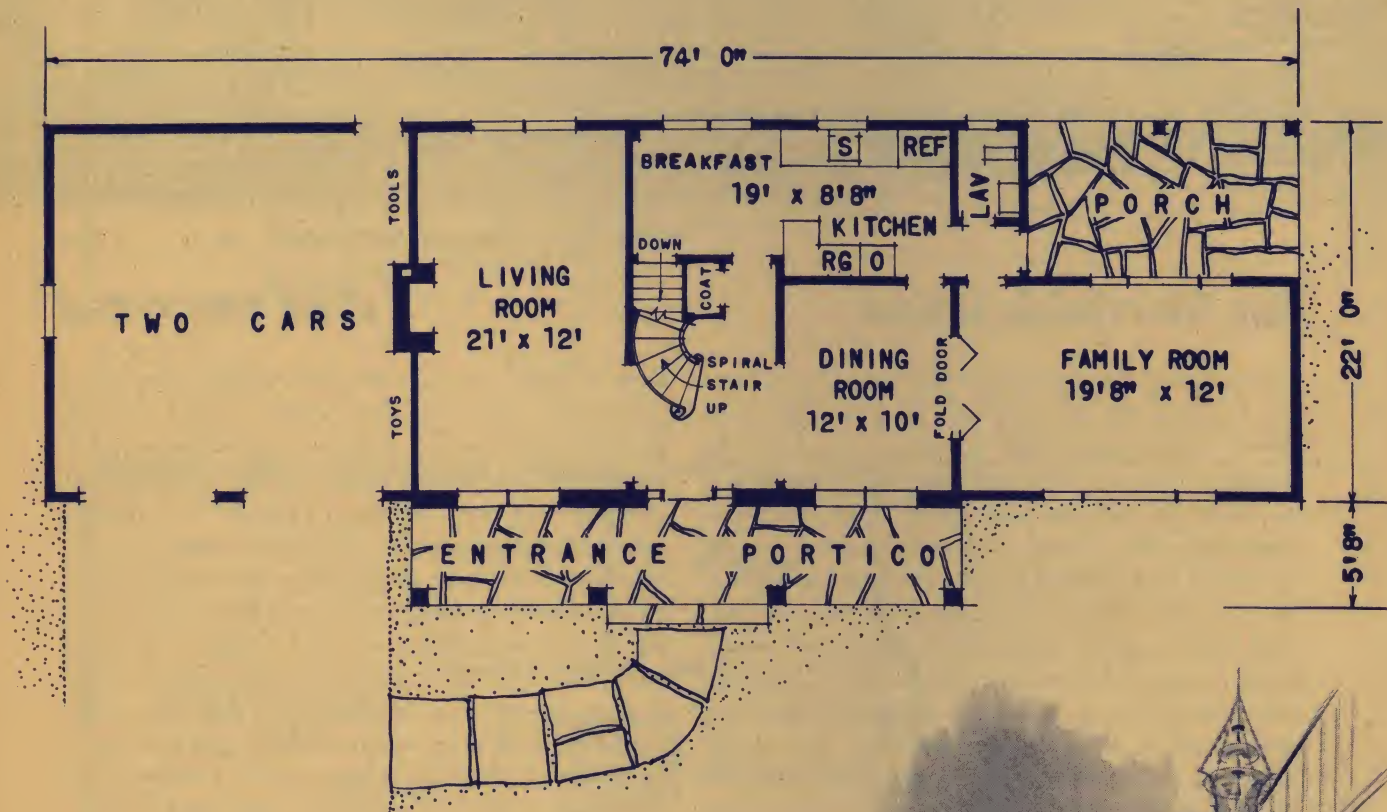 74' 0"
TOOLS
TOYS
TWO CARS
LIVING
ROOM
21' x 12'
BREAKFAST
19' x 8'8"
KITCHEN
S
REF
RG
O
LAV
DOWN
COAT
SPIRAL
STAIR
UP
DINING
ROOM
12' x 10'
FOLD DOOR
PORCH
FAMILY ROOM
19'8" x 12'
22' 0"
5'8"
ENTRANCE PORTICO